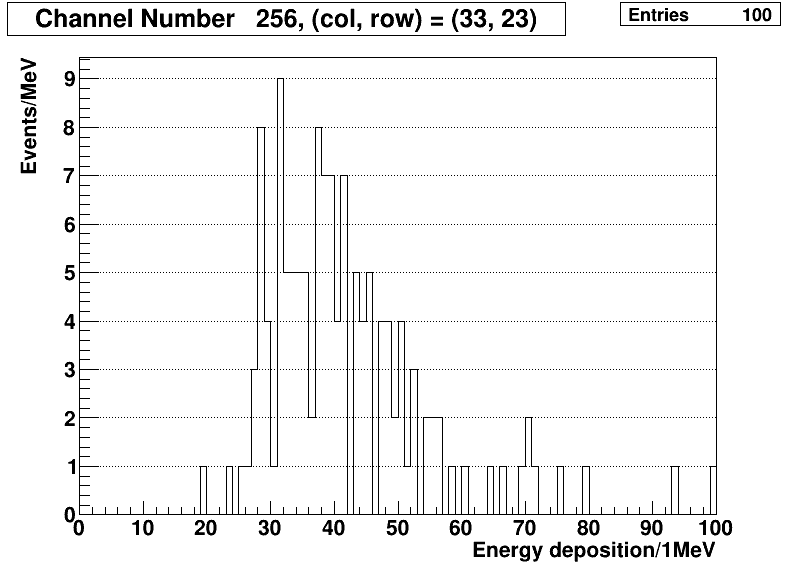 Channel Number 256, (col, row) = (33, 23)
Entries 100
Events/MeV
9
8
7
6
5
4
3
2
1
0
0 10 20 30 40 50 60 70 80 90 100
Energy deposition/1MeV